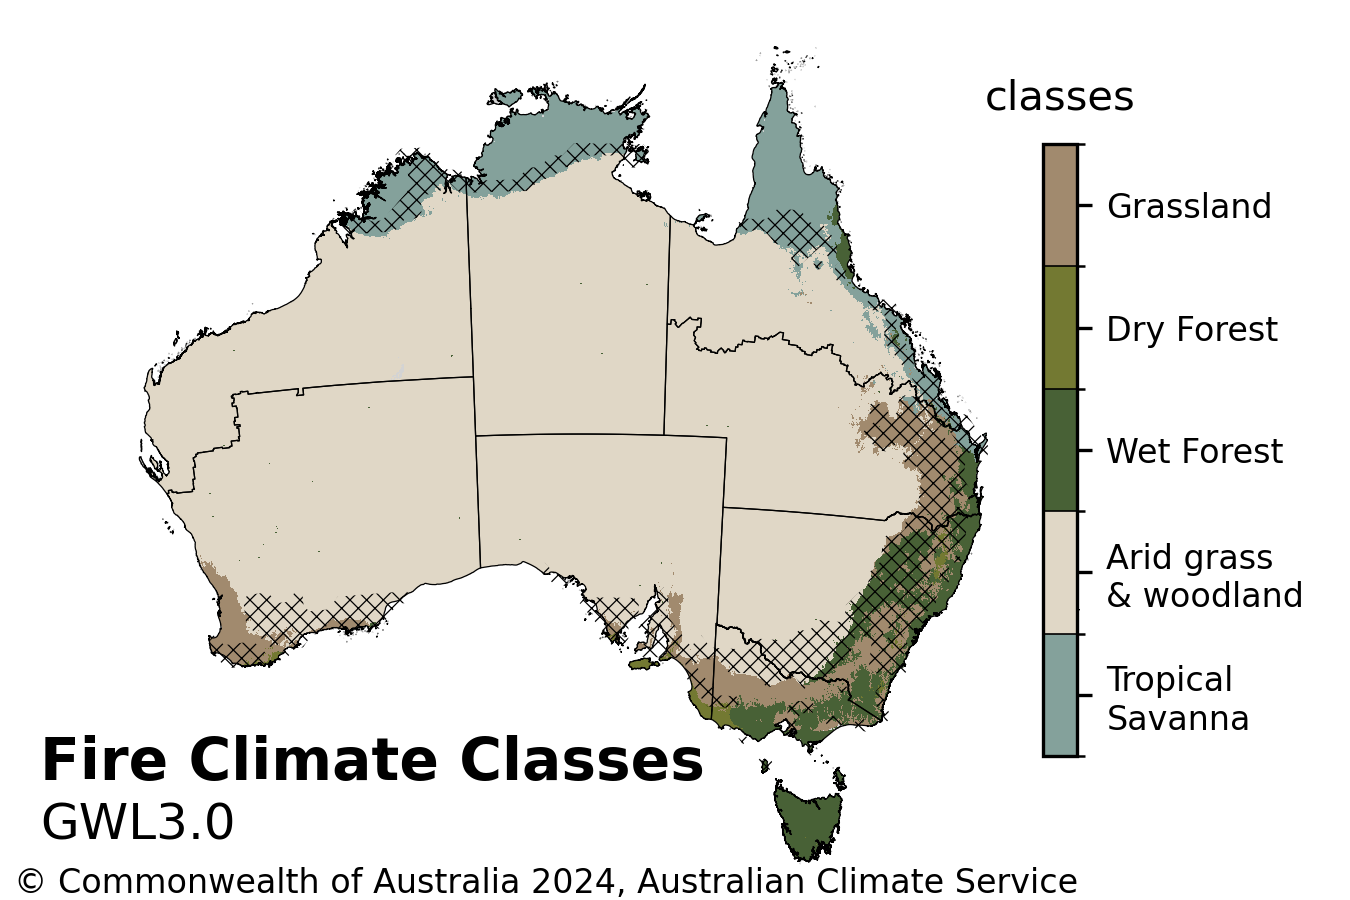 classes
Grassland
Dry Forest
Wet Forest
Arid grass
& woodland
Tropical
Savanna
Fire Climate Classes
GWL3.0
© Commonwealth of Australia 2024, Australian Climate Service